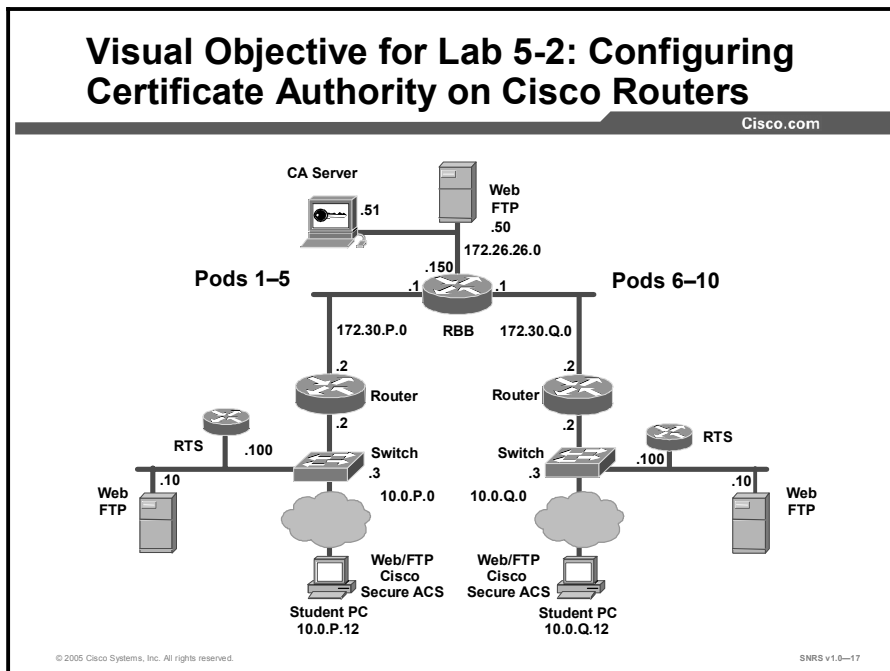 Visual Objective for Lab 5-2: Configuring
Certificate Authority on Cisco Routers
Cisco.com
CA Server
.51
Web
FTP
.50
172.26.26.0
.150
Pods 1–5
.1
.1
Pods 6–10
172.30.P.0
RBB
172.30.Q.0
.2
.2
Router
Router
.2
.2
RTS
.100
Switch
Switch
RTS
.100
.10
.3
.3
.10
Web
FTP
10.0.P.0
10.0.Q.0
Web
FTP
Web/FTP
Cisco
Secure ACS
Web/FTP
Cisco
Secure ACS
Student PC
10.0.P.12
Student PC
10.0.Q.12
© 2005 Cisco Systems, Inc. All rights reserved.
SNRS v1.0—17